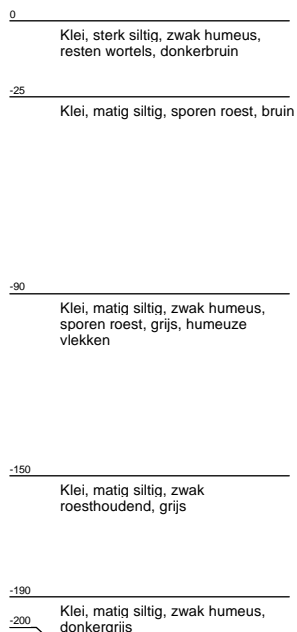 0
Klei, sterk siltig, zwak humeus,
resten wortels, donkerbruin
-25
Klei, matig siltig, sporen roest, bruin
-90
Klei, matig siltig, zwak humeus,
sporen roest, grijs, humeuze
vlekken
-150
Klei, matig siltig, zwak
roesthoudend, grijs
-190
Klei, matig siltig, zwak humeus,
donkergrijs
-200